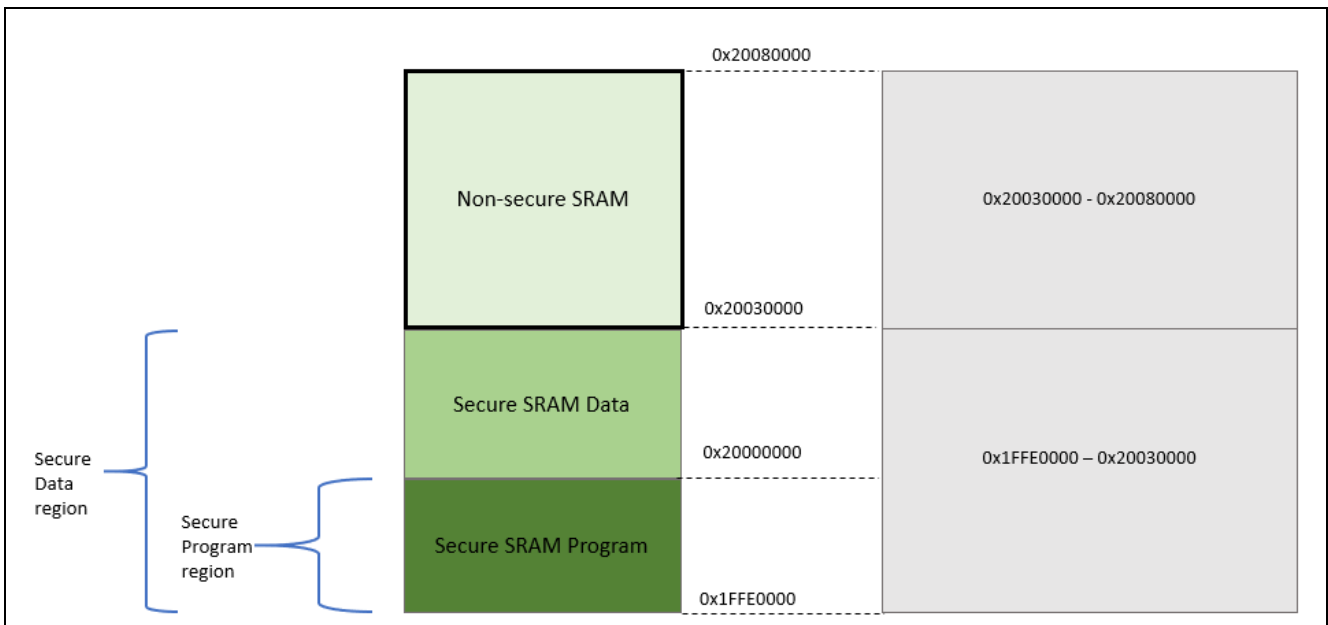 0x20080000
Non-secure SRAM
0x20030000 - 0x20080000
0x20030000
Secure SRAM Data
0x20000000
0x1FFE0000 – 0x20030000
Secure
Data
region
Secure
Program
region
Secure SRAM Program
0x1FFE0000